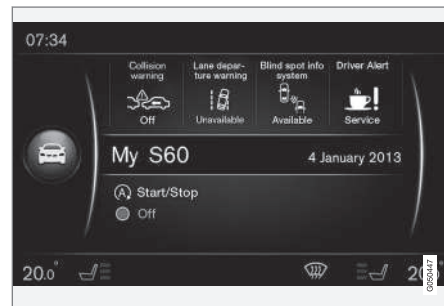 07:34
Collision warning
Off
Lane depar-
ture warning
Unavailable
Blind spot info system
Available
Driver Alert
Service
My S60
4 January 2013
Start/Stop
Off
20.0°
G050447